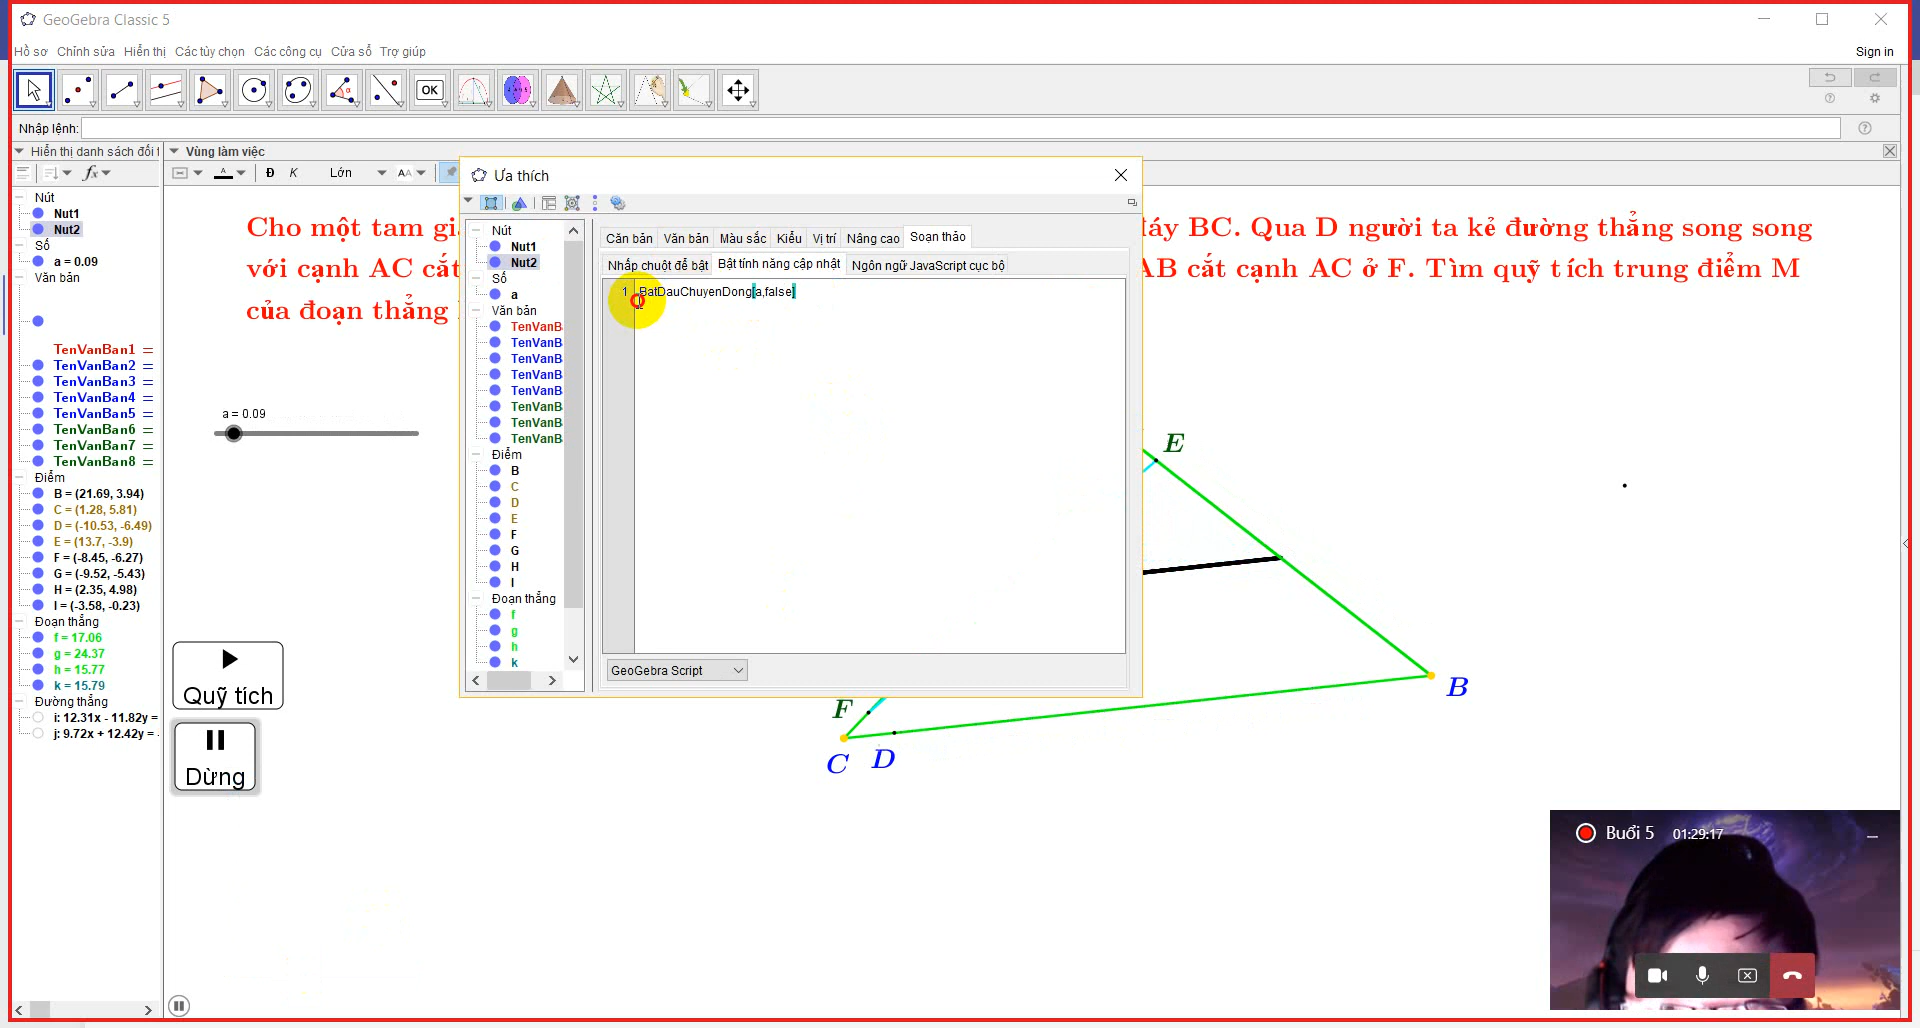 GeoGebra Classic 5
Hồ sơ Chỉnh sửa Hiển thị Các tùy chọn Các công cụ Cửa sổ Trợ giúp
Sign in
OK
Nhập lệnh:
Hiển thị danh sách đối t
Vùng làm việc
Đ K Lớn
Nút
Nut1
Nut2
Số
a = 0.09
Văn bản
TenVanBan1 =
TenVanBan2 =
TenVanBan3 =
TenVanBan4 =
TenVanBan5 =
TenVanBan6 =
TenVanBan7 =
TenVanBan8 =
Điểm
B = (21.69, 3.94)
C = (1.28, 5.81)
D = (-10.53, -6.49)
E = (13.7, -3.9)
F = (-8.45, -6.27)
G = (-9.52, -5.43)
H = (2.35, 4.98)
I = (-3.58, -0.23)
Đoạn thẳng
f = 17.06
g = 24.37
h = 15.77
k = 15.79
Đường thẳng
i: 12.31x - 11.82y =
j: 9.72x + 12.42y = -
Cho một tam gi
đáy BC. Qua D người ta kẻ đường thẳng song song
với cạnh AC cắt
AB cắt cạnh AC ở F. Tìm quỹ tích trung điểm M
của đoạn thẳng
a = 0.09
Quỹ tích
Dừng
Ưa thích
Nút
Nut1
Nut2
Số
a
Văn bản
TenVanB
TenVanB
TenVanB
TenVanB
TenVanB
TenVanB
TenVanB
TenVanB
Điểm
B
C
D
E
F
G
H
I
Đoạn thẳng
f
g
h
k
Căn bản Văn bản Màu sắc Kiểu Vị trí Nâng cao Soạn thảo
Nhấp chuột để bật Bật tính năng cập nhật Ngôn ngữ JavaScript cục bộ
1 BatDauChuyenDong[a,false]
GeoGebra Script
E
B
F
C
D
Buổi 5 01:29:17